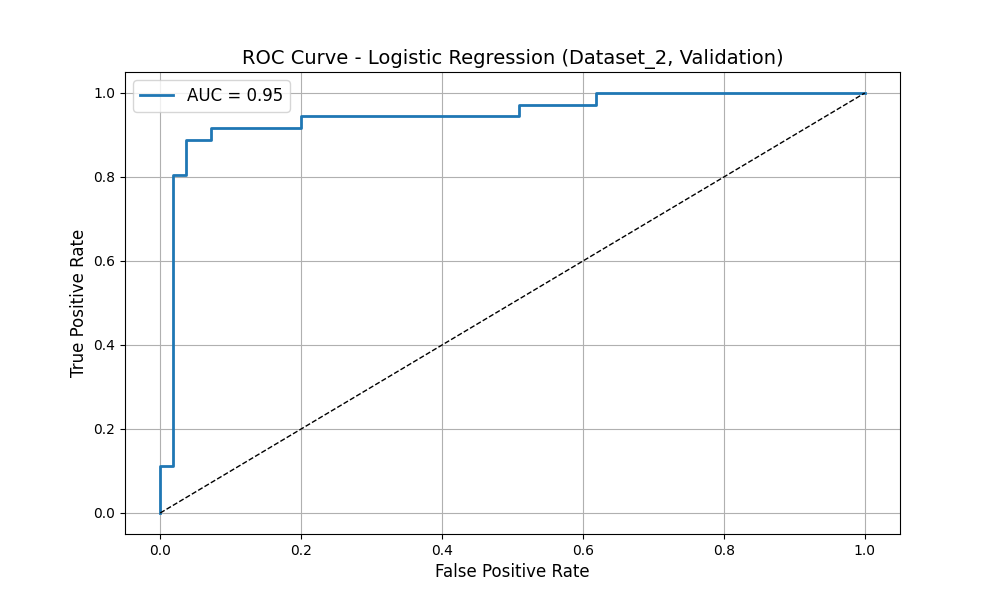 ROC Curve - Logistic Regression (Dataset_2, Validation)
AUC = 0.95
True Positive Rate
1.0
0.8
0.6
0.4
0.2
0.0
0.0 0.2 0.4 0.6 0.8 1.0
False Positive Rate